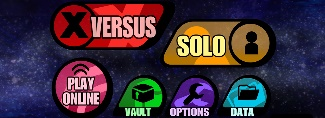 X VERSUS
SOLO
PLAY
ONLINE
VAULT
OPTIONS
DATA